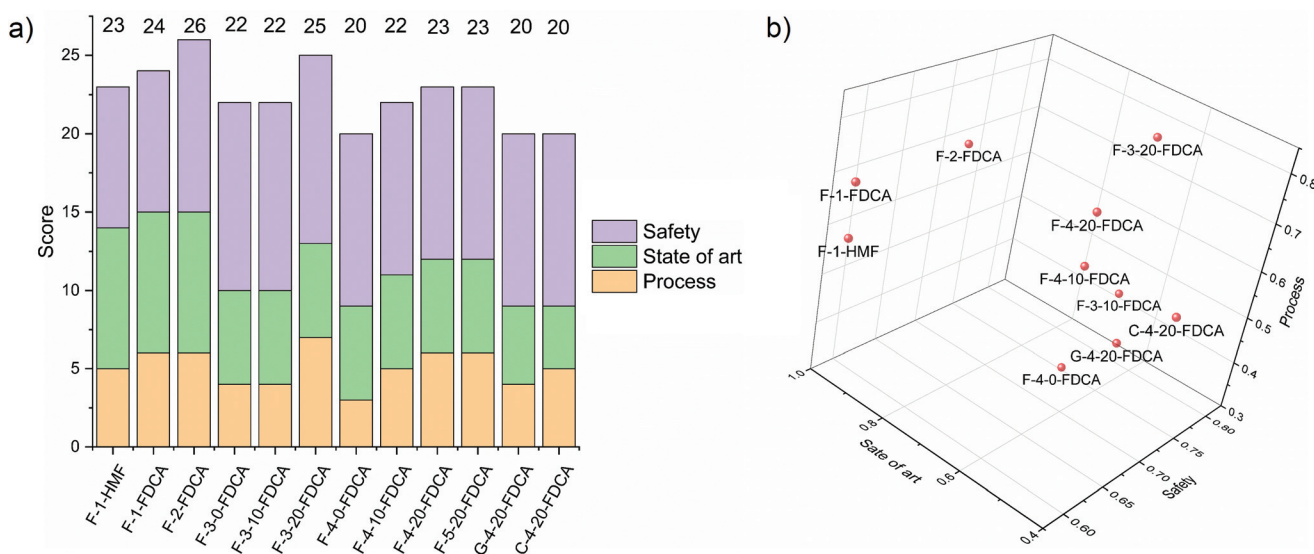 a)
23 24 26 22 22 25 20 22 23 23 20 20
25
20
15
10
5
0
Score
F-1-HMF
F-1-FDCA
F-2-FDCA
F-3-0-FDCA
F-3-10-FDCA
F-3-20-FDCA
F-4-0-FDCA
F-4-10-FDCA
F-4-20-FDCA
F-5-20-FDCA
G-4-20-FDCA
C-4-20-FDCA
Safety
State of art
Process
b)
F-2-FDCA
F-3-20-FDCA
F-1-FDCA
F-4-20-FDCA
F-1-HMF
F-4-10-FDCA
F-3-10-FDCA
C-4-20-FDCA
G-4-20-FDCA
F-4-0-FDCA
0.8
0.7
0.6
0.5
0.4
0.3
Process
1.0
0.8
0.6
0.4
Sate of art
0.80
0.75
0.70
0.65
0.60
Safety